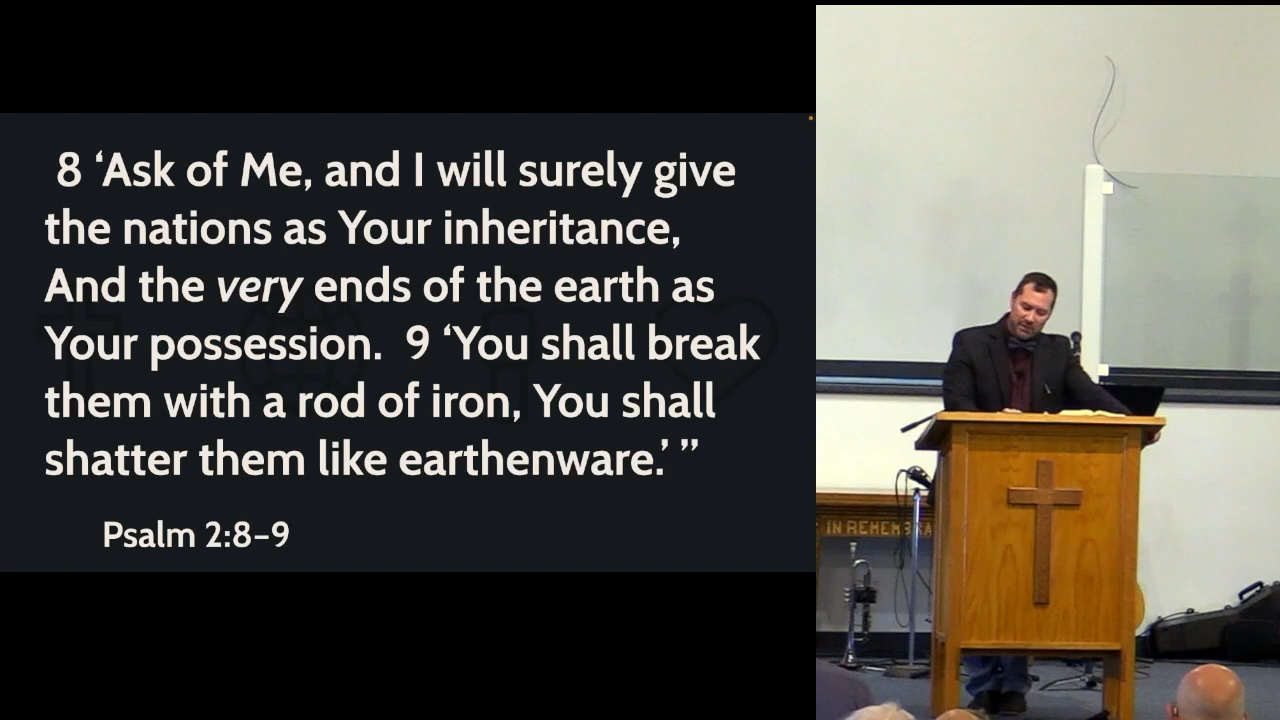 8 ‘Ask of Me, and I will surely give
the nations as Your inheritance,
And the very ends of the earth as
Your possession.  9 ‘You shall break
them with a rod of iron, You shall
shatter them like earthenware.’ ”
Psalm 2:8–9
IN REMEMBRA